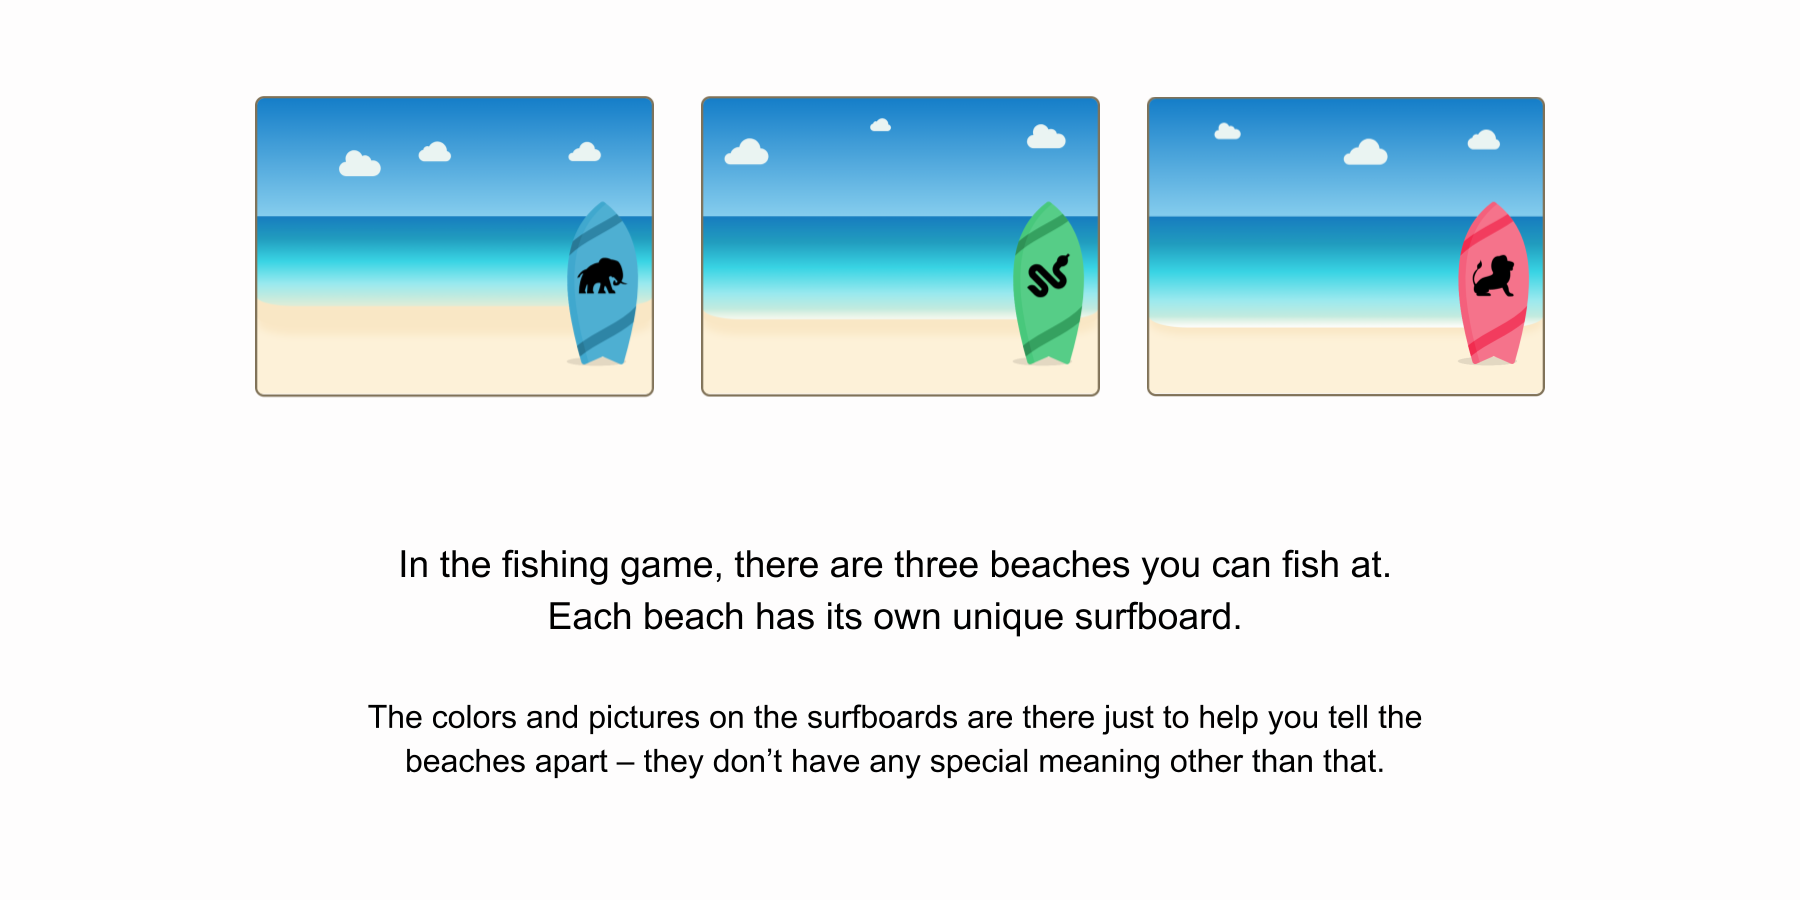 In the fishing game, there are three beaches you can fish at.
Each beach has its own unique surfboard.
The colors and pictures on the surfboards are there just to help you tell the
beaches apart – they don’t have any special meaning other than that.